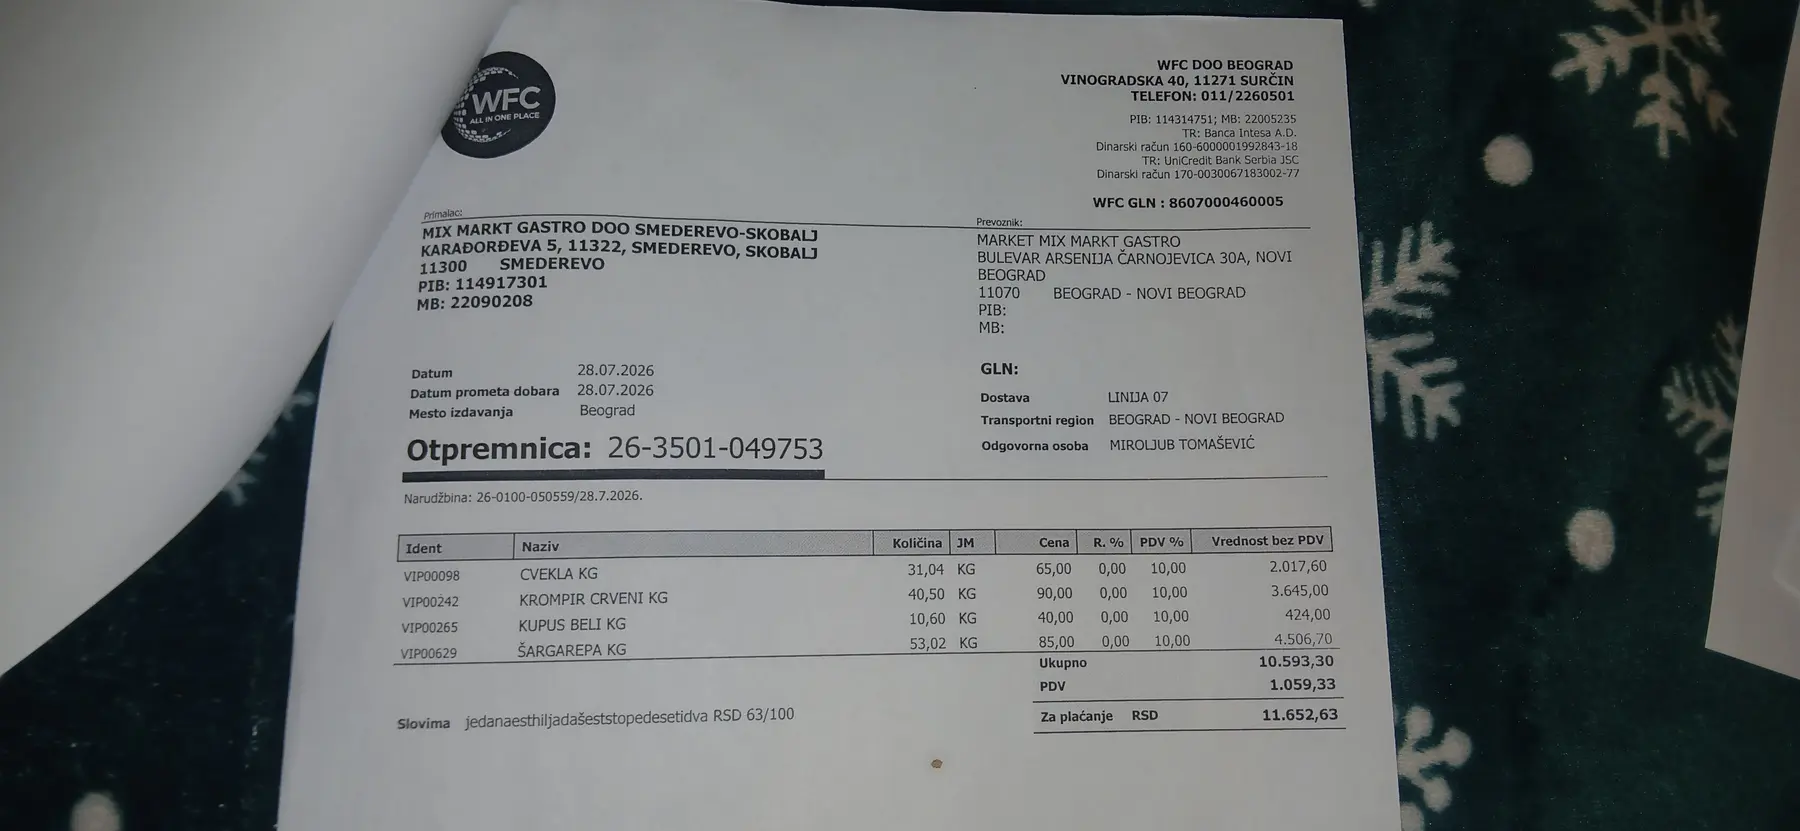 WFC
ALL IN ONE PLACE
WFC DOO BEOGRAD
VINOGRADSKA 40, 11271 SURČIN
TELEFON: 011/2260501
PIB: 114314751; MB: 22005235
TR: Banca Intesa A.D.
Dinarski račun 160-6000001992843-18
TR: UniCredit Bank Serbia JSC
Dinarski račun 170-0030067183002-77
WFC GLN : 8607000460005
Primalac:
MIX MARKT GASTRO DOO SMEDEREVO-SKOBALJ
KARAĐORĐEVA 5, 11322, SMEDEREVO, SKOBALJ
11300 SMEDEREVO
PIB: 114917301
MB: 22090208
Prevoznik:
MARKET MIX MARKT GASTRO
BULEVAR ARSENIJA ČARNOJEVICA 30A, NOVI
BEOGRAD
11070 BEOGRAD - NOVI BEOGRAD
PIB:
MB:
Datum 28.07.2026
Datum prometa dobara 28.07.2026
Mesto izdavanja Beograd
GLN:
Dostava LINIJA 07
Transportni region BEOGRAD - NOVI BEOGRAD
Odgovorna osoba MIROLJUB TOMAŠEVIĆ
Otpremnica: 26-3501-049753
Narudžbina: 26-0100-050559/28.7.2026.
Ident Naziv Količina JM Cena R. % PDV % Vrednost bez PDV
VIP00098 CVEKLA KG 31,04 KG 65,00 0,00 10,00 2.017,60
VIP00242 KROMPIR CRVENI KG 40,50 KG 90,00 0,00 10,00 3.645,00
VIP00265 KUPUS BELI KG 10,60 KG 40,00 0,00 10,00 424,00
VIP00629 ŠARGAREPA KG 53,02 KG 85,00 0,00 10,00 4.506,70
Ukupno 10.593,30
PDV 1.059,33
Slovima jedanaesthiljadašeststopedesetidva RSD 63/100
Za plaćanje RSD 11.652,63